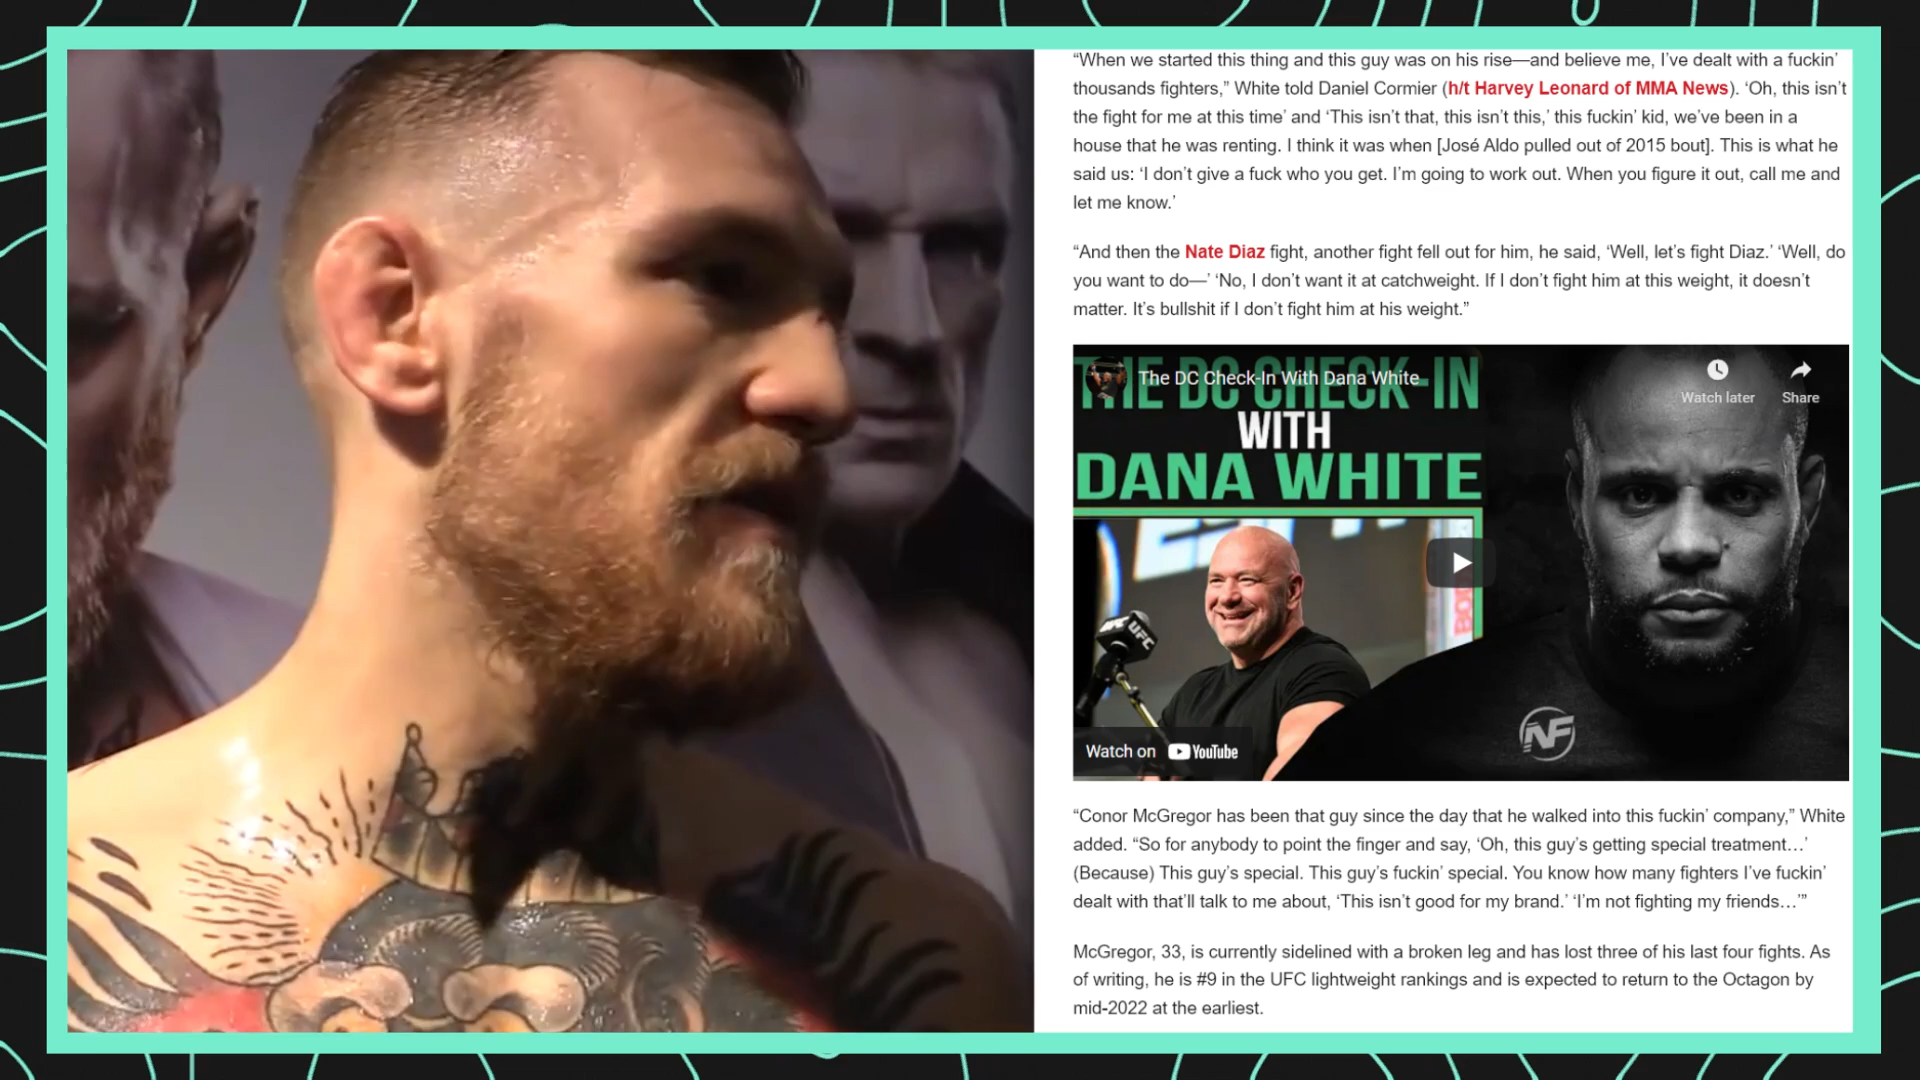 “When we started this thing and this guy was on his rise—and believe me, I’ve dealt with a fuckin’
thousands fighters,” White told Daniel Cormier (h/t Harvey Leonard of MMA News). ‘Oh, this isn’t
the fight for me at this time’ and ‘This isn’t that, this isn’t this,’ this fuckin’ kid, we’ve been in a
house that he was renting. I think it was when [José Aldo pulled out of 2015 bout]. This is what he
said us: ‘I don’t give a fuck who you get. I’m going to work out. When you figure it out, call me and
let me know.’
“And then the Nate Diaz fight, another fight fell out for him, he said, ‘Well, let’s fight Diaz.’ ‘Well, do
you want to do—’ ‘No, I don’t want it at catchweight. If I don’t fight him at this weight, it doesn’t
matter. It’s bullshit if I don’t fight him at his weight.”
The DC Check-In With Dana White
Watch later
Share
THE DC CHECK-IN
WITH
DANA WHITE
UFC
NF
Watch on YouTube
“Conor McGregor has been that guy since the day that he walked into this fuckin’ company,” White
added. “So for anybody to point the finger and say, ‘Oh, this guy’s getting special treatment…’
(Because) This guy’s special. This guy’s fuckin’ special. You know how many fighters I’ve fuckin’
dealt with that’ll talk to me about, ‘This isn’t good for my brand.’ ‘I’m not fighting my friends…’”
McGregor, 33, is currently sidelined with a broken leg and has lost three of his last four fights. As
of writing, he is #9 in the UFC lightweight rankings and is expected to return to the Octagon by
mid-2022 at the earliest.